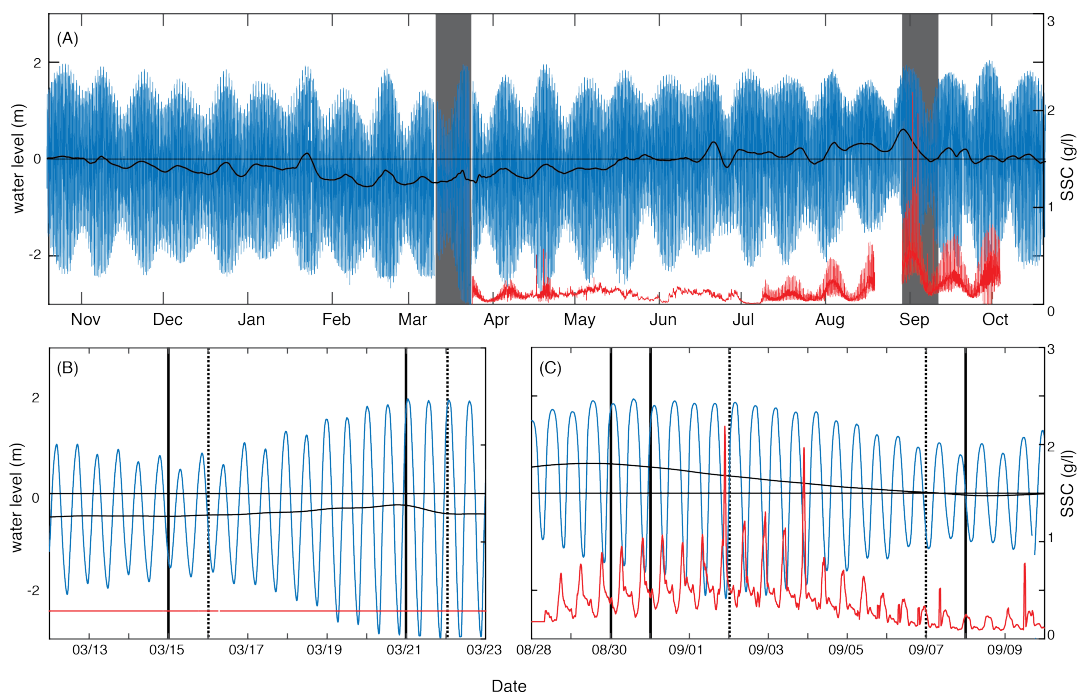 (A)
water level (m)
2
0
-2
3
2
1
0
SSC (g/l)
Nov Dec Jan Feb Mar Apr May Jun Jul Aug Sep Oct
(B)
water level (m)
2
0
-2
03/13 03/15 03/17 03/19 03/21 03/23
(C)
3
2
1
0
SSC (g/l)
08/28 08/30 09/01 09/03 09/05 09/07 09/09
Date